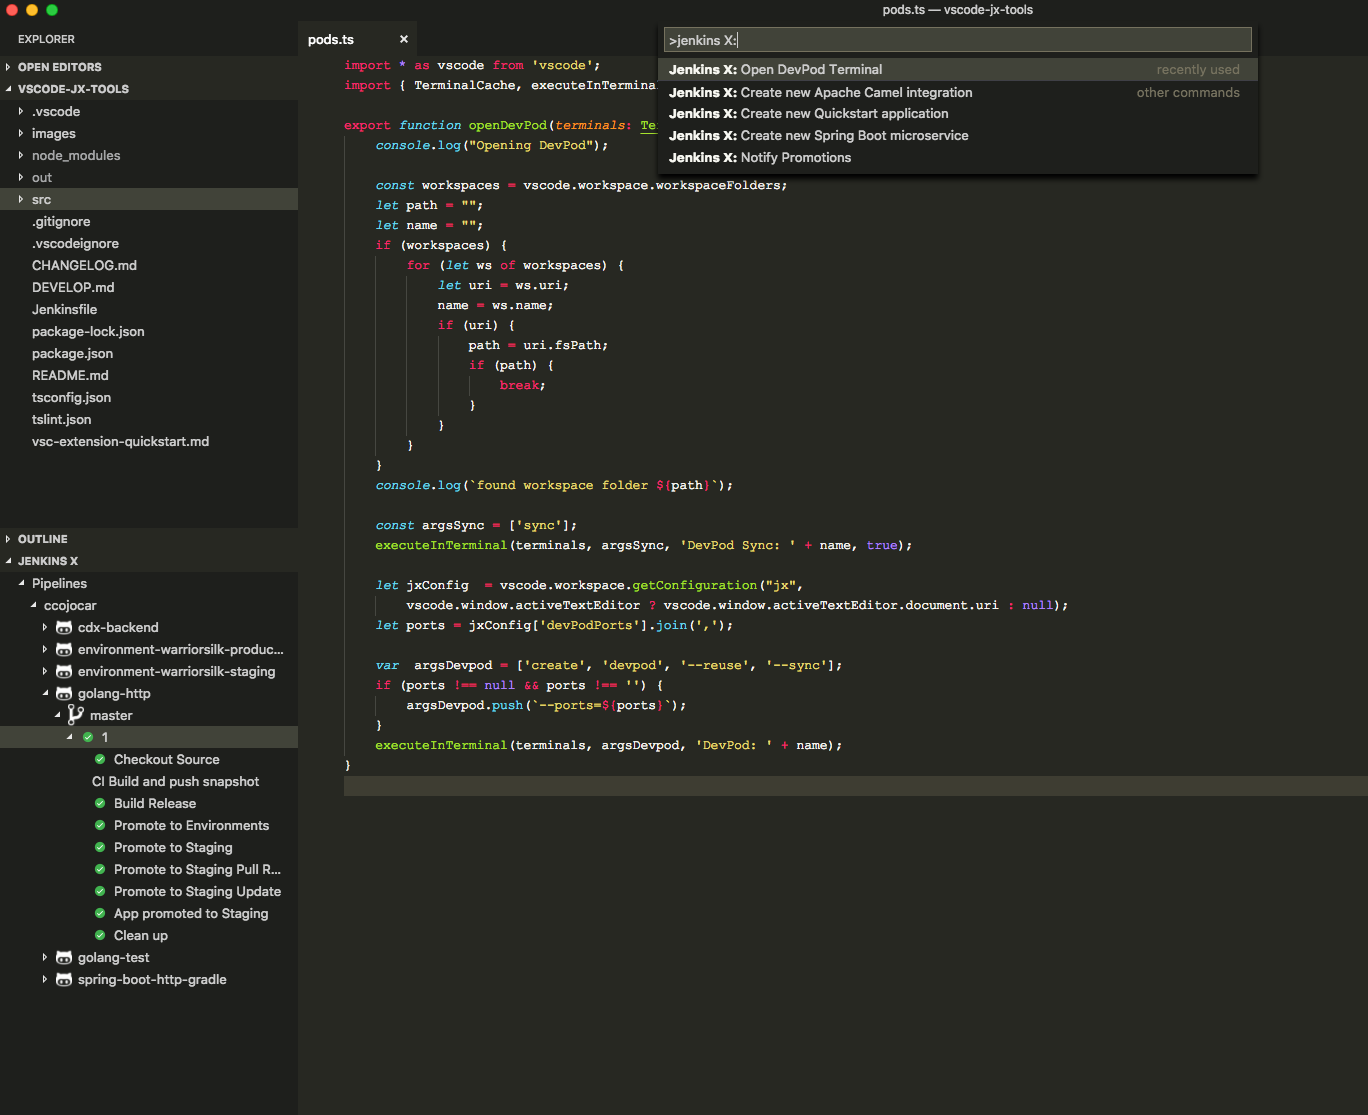 pods.ts — vscode-jx-tools
EXPLORER
OPEN EDITORS
VSCODE-JX-TOOLS
.vscode
images
node_modules
out
src
.gitignore
.vscodeignore
CHANGELOG.md
DEVELOP.md
Jenkinsfile
package-lock.json
package.json
README.md
tsconfig.json
tslint.json
vsc-extension-quickstart.md
OUTLINE
JENKINS X
Pipelines
ccojocar
cdx-backend
environment-warriorsilk-produc...
environment-warriorsilk-staging
golang-http
master
1
Checkout Source
CI Build and push snapshot
Build Release
Promote to Environments
Promote to Staging
Promote to Staging Pull R...
Promote to Staging Update
App promoted to Staging
Clean up
golang-test
spring-boot-http-gradle
pods.ts ×
>jenkins X:
Jenkins X: Open DevPod Terminal recently used
Jenkins X: Create new Apache Camel integration other commands
Jenkins X: Create new Quickstart application
Jenkins X: Create new Spring Boot microservice
Jenkins X: Notify Promotions
import * as vscode from 'vscode';
import { TerminalCache, executeInTermina
export function openDevPod(terminals: Te
console.log("Opening DevPod");
const workspaces = vscode.workspace.workspaceFolders;
let path = "";
let name = "";
if (workspaces) {
for (let ws of workspaces) {
let uri = ws.uri;
name = ws.name;
if (uri) {
path = uri.fsPath;
if (path) {
break;
}
}
}
}
console.log(`found workspace folder ${path}`);
const argsSync = ['sync'];
executeInTerminal(terminals, argsSync, 'DevPod Sync: ' + name, true);
let jxConfig  = vscode.workspace.getConfiguration("jx",
vscode.window.activeTextEditor ? vscode.window.activeTextEditor.document.uri : null);
let ports = jxConfig['devPodPorts'].join(',');
var  argsDevpod = ['create', 'devpod', '--reuse', '--sync'];
if (ports !== null && ports !== '') {
argsDevpod.push(`--ports=${ports}`);
}
executeInTerminal(terminals, argsDevpod, 'DevPod: ' + name);
}